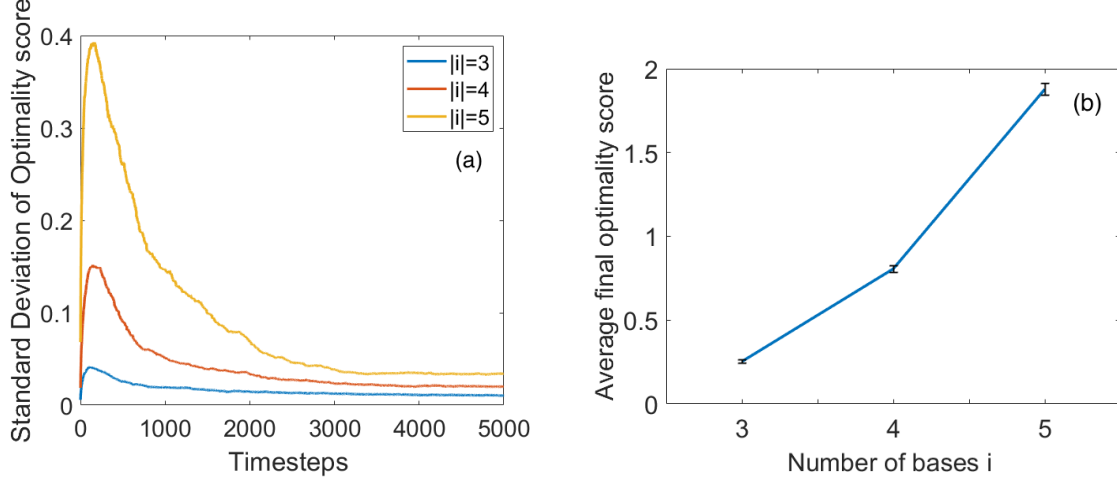 Standard Deviation of Optimality score
0.4
0.3
0.2
0.1
0
|i|=3
|i|=4
|i|=5
(a)
0 1000 2000 3000 4000 5000
Timesteps
Average final optimality score
2
1.5
1
0.5
0
(b)
3 4 5
Number of bases i